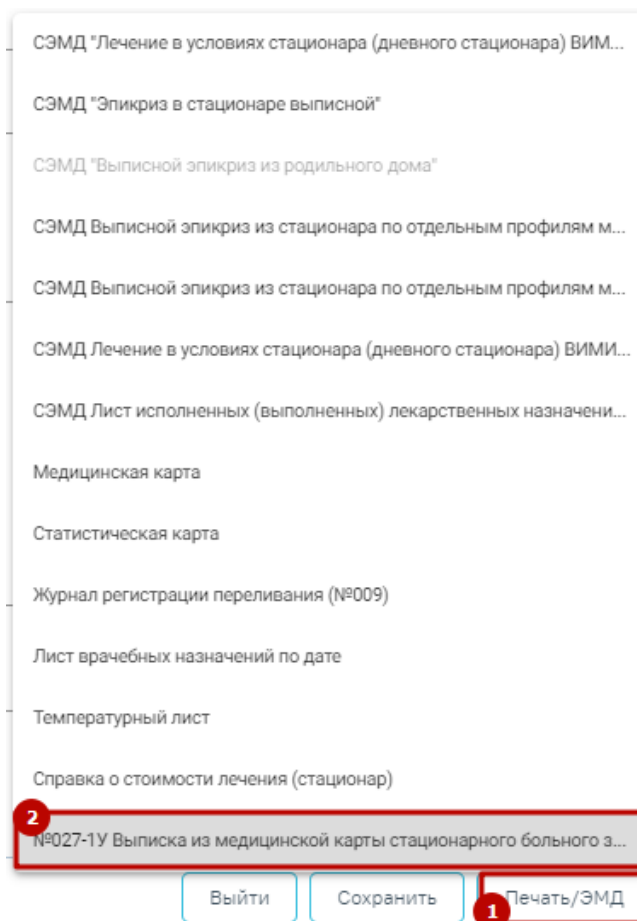 СЭМД "Лечение в условиях стационара (дневного стационара) ВИМ...
СЭМД "Эпикриз в стационаре выписной"
СЭМД "Выписной эпикриз из родильного дома"
СЭМД Выписной эпикриз из стационара по отдельным профилям м...
СЭМД Выписной эпикриз из стационара по отдельным профилям м...
СЭМД Лечение в условиях стационара (дневного стационара) ВИМИ...
СЭМД Лист исполненных (выполненных) лекарственных назначени...
Медицинская карта
Статистическая карта
Журнал регистрации переливания (№009)
Лист врачебных назначений по дате
Температурный лист
Справка о стоимости лечения (стационар)
2
№027-1У Выписка из медицинской карты стационарного больного з...
Выйти Сохранить Печать/ЭМД
1